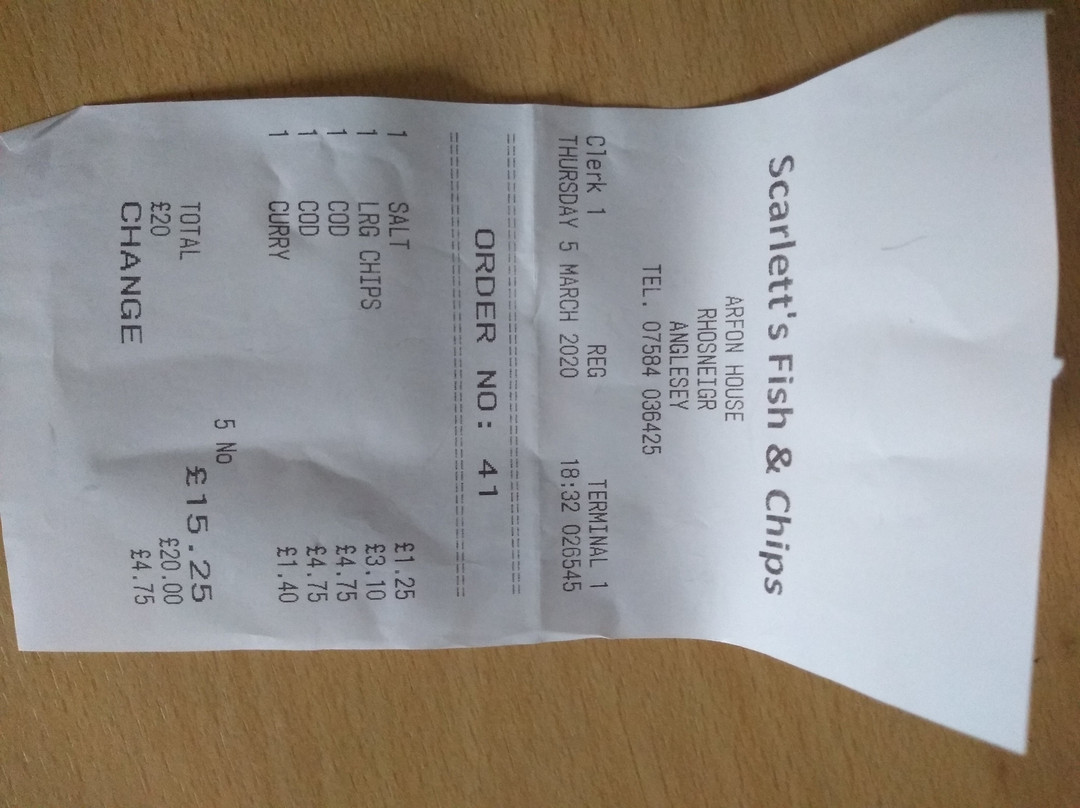 Scarlett's Fish & Chips
ARFON HOUSE
RHOSNEIGR
ANGLESEY
TEL. 07584 036425
Clerk 1 REG TERMINAL 1
THURSDAY 5 MARCH 2020 18:32 026545
ORDER NO: 41
1 SALT £1.25
1 LRG CHIPS £3.10
1 COD £4.75
1 COD £4.75
1 CURRY £1.40
5 No
TOTAL £15.25
£20 £20.00
CHANGE £4.75